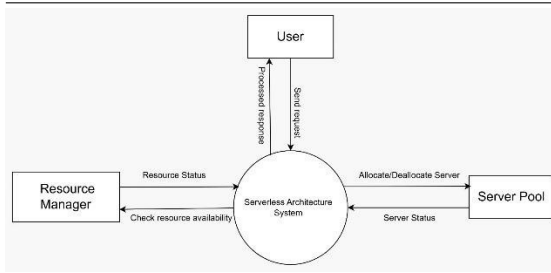 User
Processed response
Send request
Resource Status
Allocate/Deallocate Server
Resource
Manager
Serverless Architecture
System
Server Pool
Check resource availability
Server Status